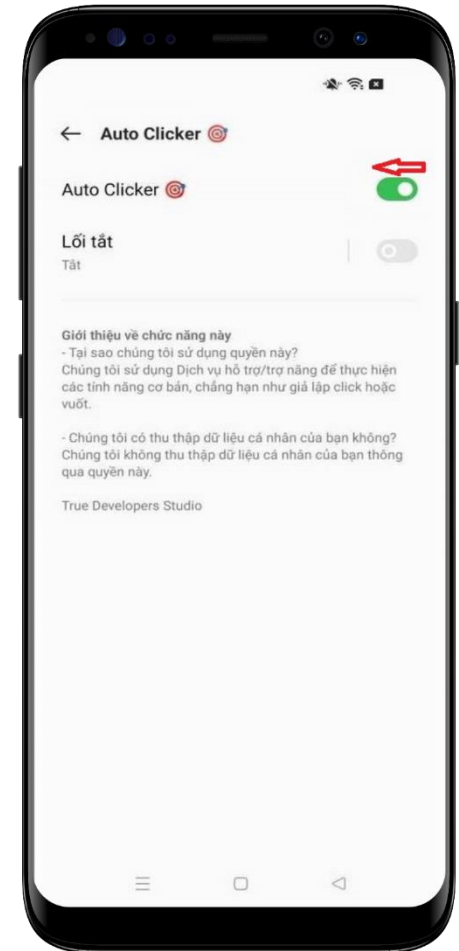 Auto Clicker 🎯
Auto Clicker 🎯
Lối tắt
Tắt
Giới thiệu về chức năng này
- Tại sao chúng tôi sử dụng quyền này?
Chúng tôi sử dụng Dịch vụ hỗ trợ/trợ năng để thực hiện
các tính năng cơ bản, chẳng hạn như giả lập click hoặc
vuốt.
- Chúng tôi có thu thập dữ liệu cá nhân của bạn không?
Chúng tôi không thu thập dữ liệu cá nhân của bạn thông
qua quyền này.
True Developers Studio